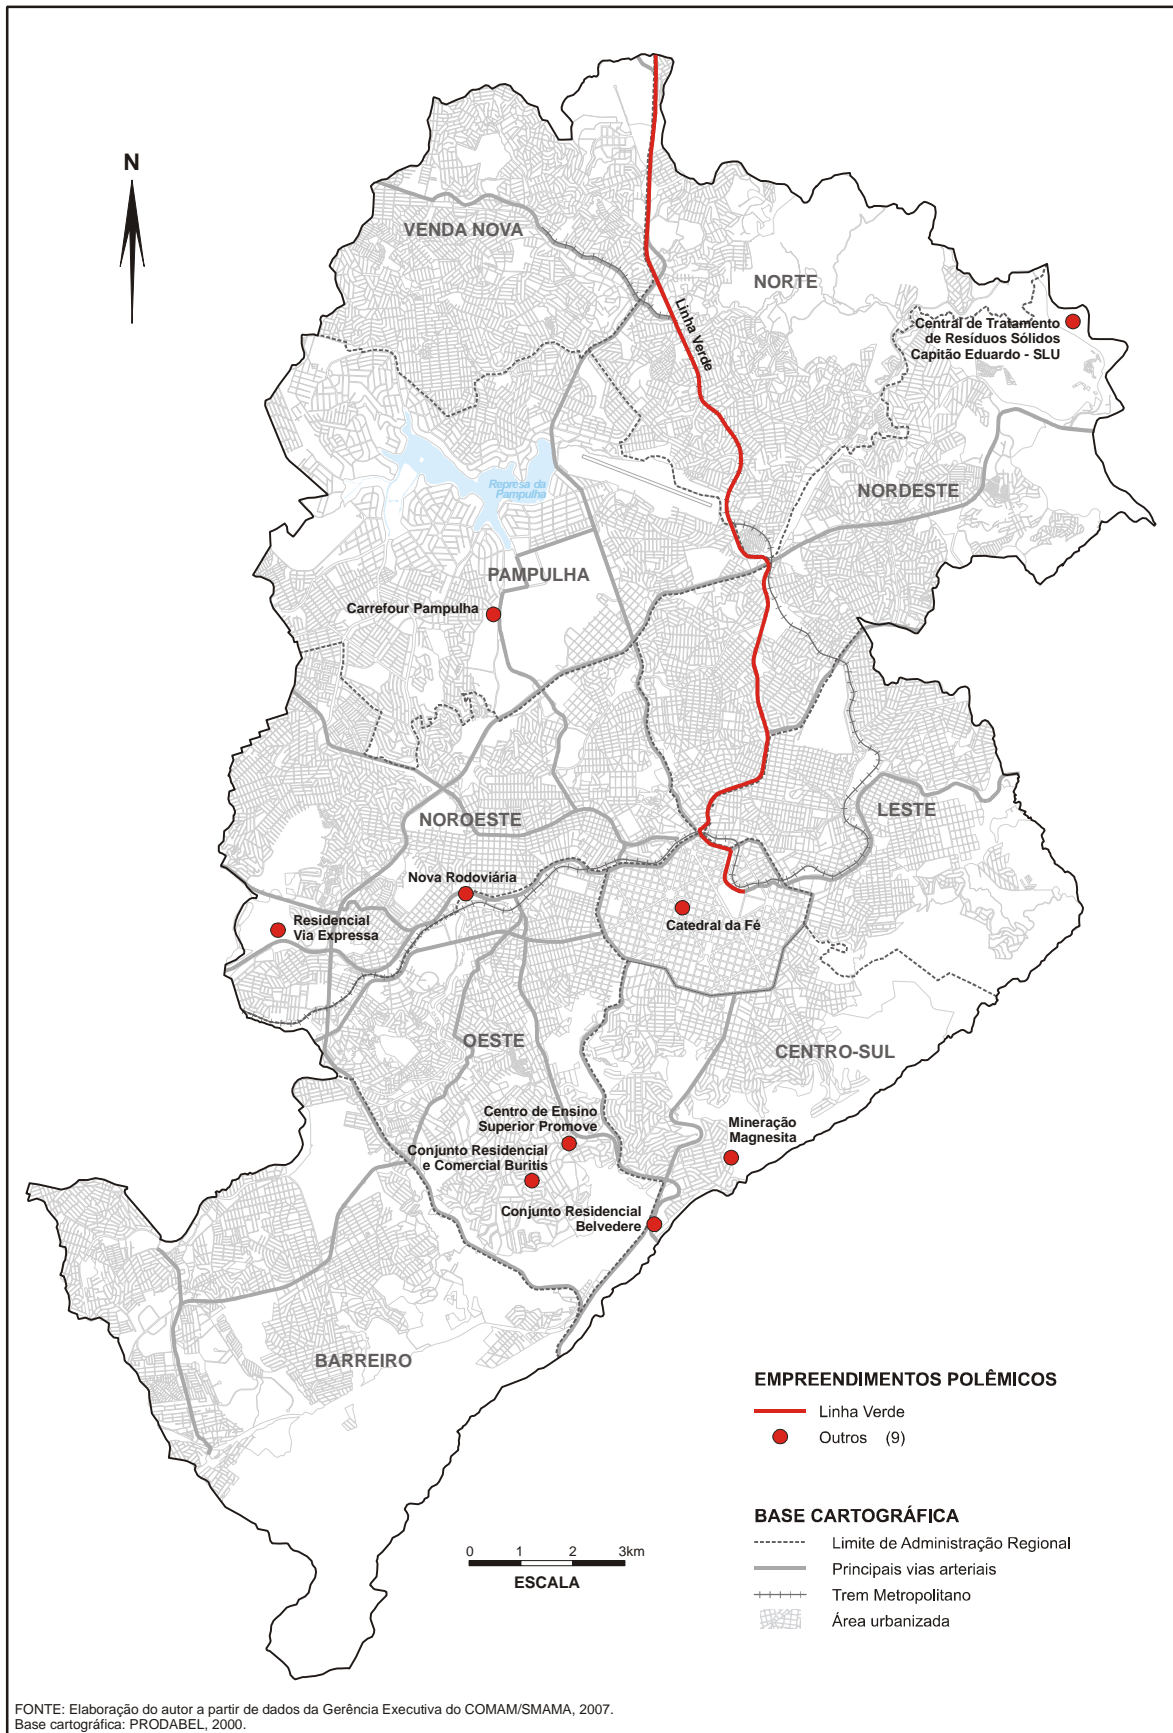 N
VENDA NOVA
NORTE
Linha Verde
Central de Tratamento
de Resíduos Sólidos
Capitão Eduardo - SLU
Represa da
Pampulha
NORDESTE
PAMPULHA
Carrefour Pampulha
LESTE
NOROESTE
Nova Rodoviária
Residencial
Via Expressa
Catedral da Fé
OESTE
CENTRO-SUL
Centro de Ensino
Superior Promove
Mineração
Magnesita
Conjunto Residencial
e Comercial Buritis
Conjunto Residencial
Belvedere
BARREIRO
EMPREENDIMENTOS POLÊMICOS
Linha Verde
Outros (9)
BASE CARTOGRÁFICA
Limite de Administração Regional
Principais vias arteriais
Trem Metropolitano
Área urbanizada
0 1 2 3km
ESCALA
FONTE: Elaboração do autor a partir de dados da Gerência Executiva do COMAM/SMAMA, 2007.
Base cartográfica: PRODABEL, 2000.